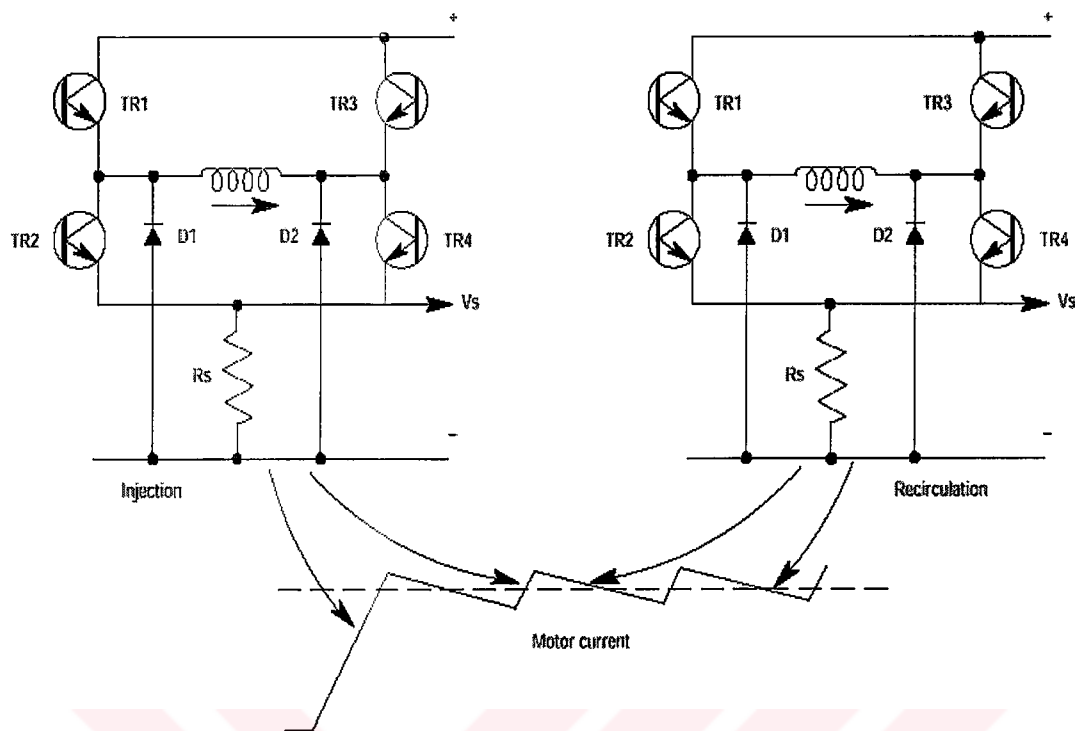 +
TR1
TR3
TR2
D1
D2
TR4
Vs
Rs
−
Injection
+
TR1
TR3
TR2
D1
D2
TR4
Vs
Rs
−
Recirculation
Motor current